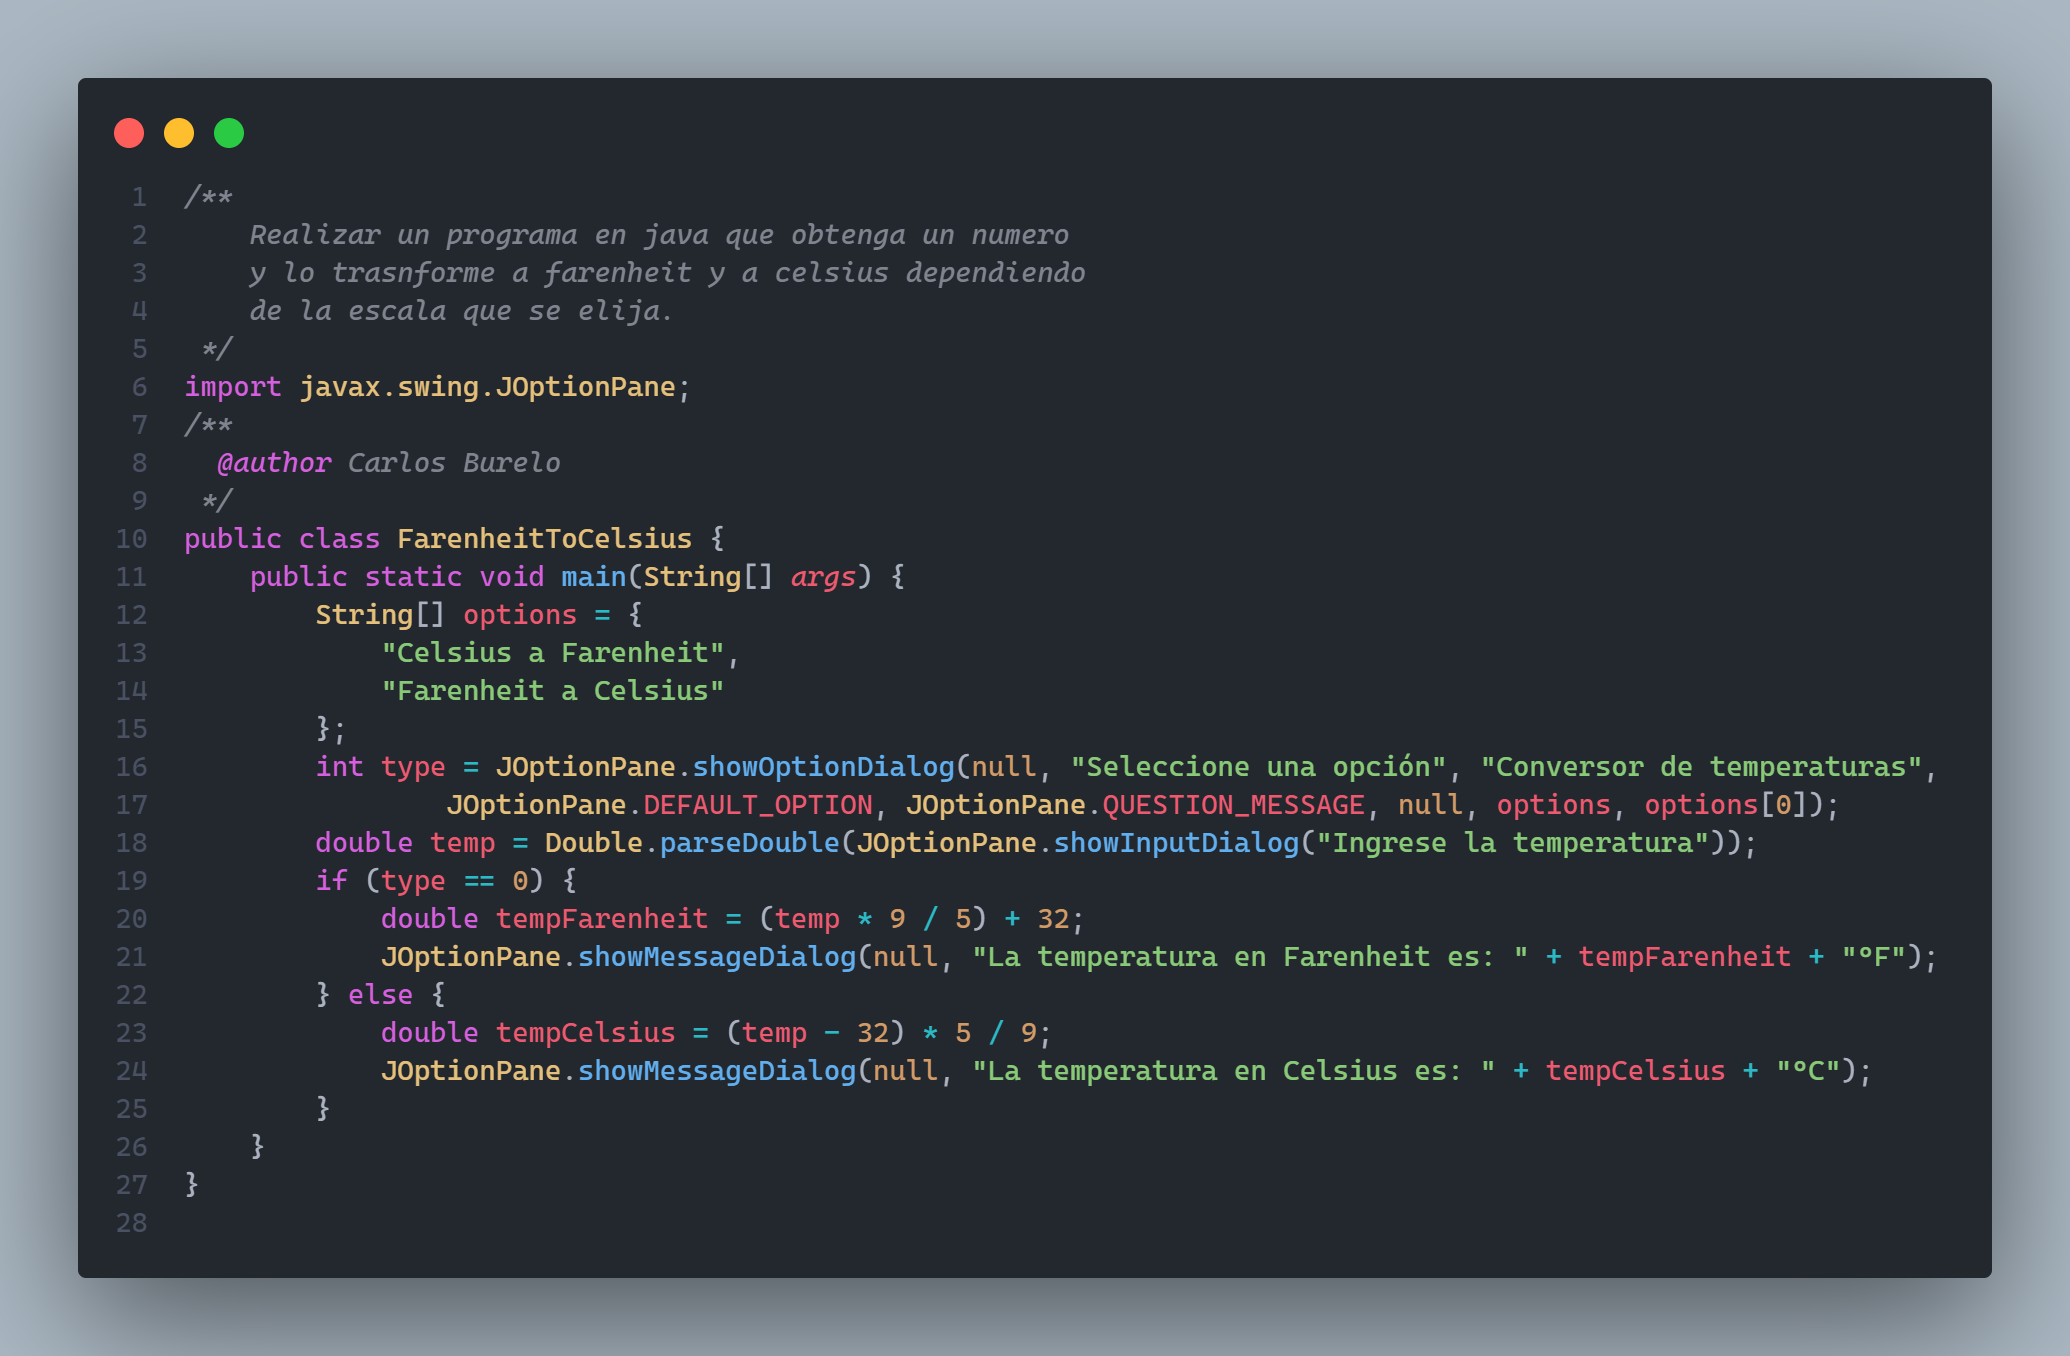 1 /**
2     Realizar un programa en java que obtenga un numero
3     y lo trasnforme a farenheit y a celsius dependiendo
4     de la escala que se elija.
5  */
6 import javax.swing.JOptionPane;
7 /**
8   @author Carlos Burelo
9  */
10 public class FarenheitToCelsius {
11     public static void main(String[] args) {
12         String[] options = {
13             "Celsius a Farenheit",
14             "Farenheit a Celsius"
15         };
16         int type = JOptionPane.showOptionDialog(null, "Seleccione una opción", "Conversor de temperaturas",
17                 JOptionPane.DEFAULT_OPTION, JOptionPane.QUESTION_MESSAGE, null, options, options[0]);
18         double temp = Double.parseDouble(JOptionPane.showInputDialog("Ingrese la temperatura"));
19         if (type == 0) {
20             double tempFarenheit = (temp * 9 / 5) + 32;
21             JOptionPane.showMessageDialog(null, "La temperatura en Farenheit es: " + tempFarenheit + "ºF");
22         } else {
23             double tempCelsius = (temp - 32) * 5 / 9;
24             JOptionPane.showMessageDialog(null, "La temperatura en Celsius es: " + tempCelsius + "ºC");
25         }
26     }
27 }
28